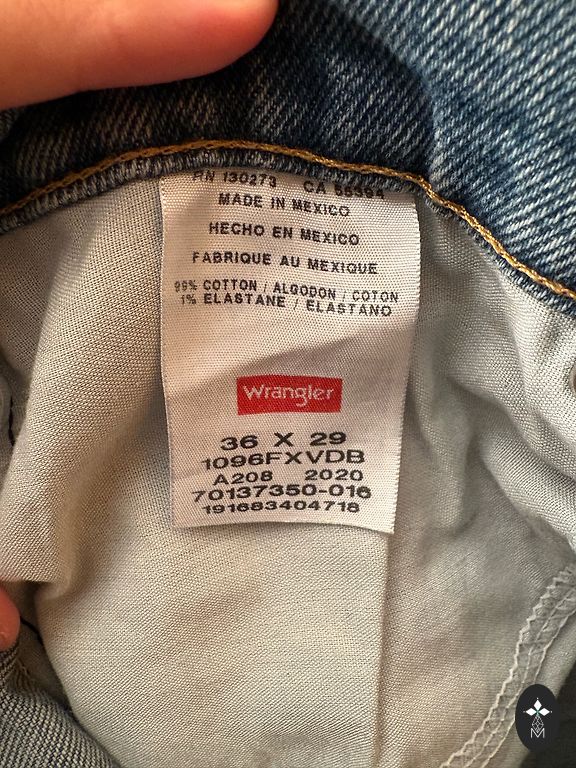 RN 130273 CA 56394
MADE IN MEXICO
HECHO EN MEXICO
FABRIQUE AU MEXIQUE
99% COTTON / ALGODON / COTON
1% ELASTANE / ELASTANO
Wrangler
36 X 29
1096FXVDB
A208 2020
70137350-016
191683404718
M